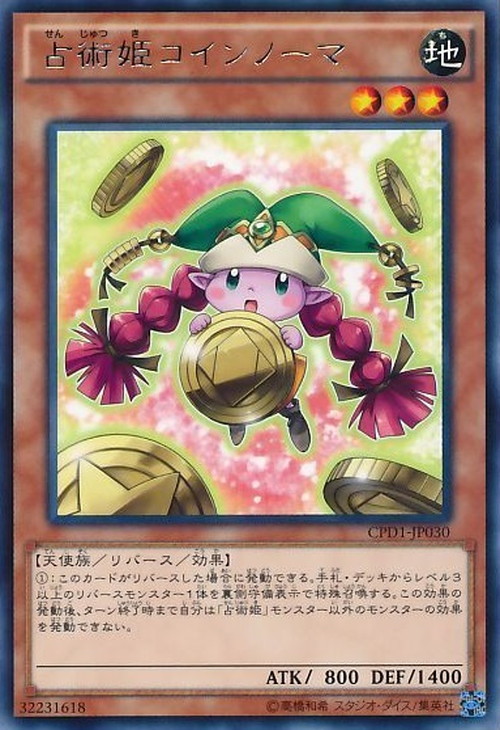 占術姫コインノーマ
地
CPD1-JP030
【天使族／リバース／効果】
①：このカードがリバースした場合に発動できる。手札・デッキからレベル３
以上のリバースモンスター１体を裏側守備表示で特殊召喚する。この効果の
発動後、ターン終了時まで自分は「占術姫」モンスター以外のモンスターの効果
を発動できない。
ATK/ 800 DEF/1400
32231618
©高橋和希 スタジオ・ダイス/集英社